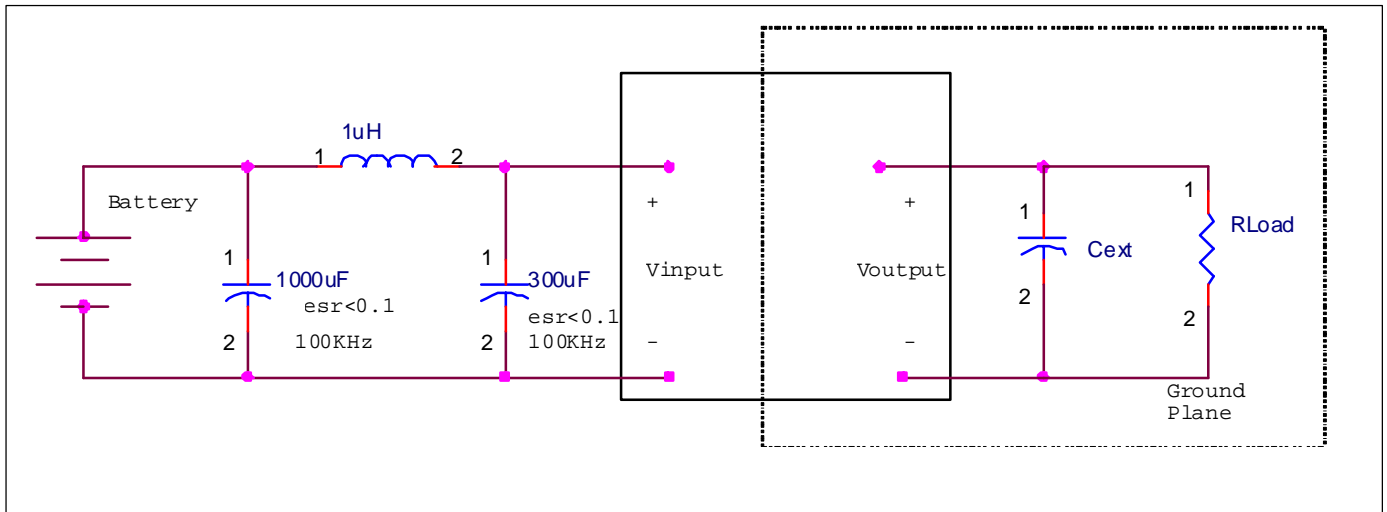 1uH
1
2
Battery
1
1000uF
esr<0.1
2
100KHz
1
300uF
esr<0.1
2
100KHz
+
Vinput
-
+
Voutput
-
1
Cext
2
1
RLoad
2
Ground
Plane